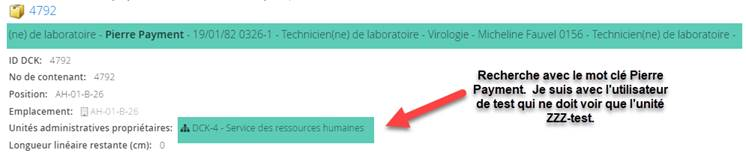 4792
(ne) de laboratoire - Pierre Payment - 19/01/82 0326-1 - Technicien(ne) de laboratoire - Virologie - Micheline Fauvel 0156 - Technicien(ne) de laboratoire -
ID DCK: 4792
No de contenant: 4792
Position: AH-01-B-26
Emplacement: AH-01-B-26
Unités administratives propriétaires: DCK-4 - Service des ressources humaines
Longueur linéaire restante (cm): 0
Recherche avec le mot clé Pierre
Payment. Je suis avec l'utilisateur
de test qui ne doit voir que l'unité
ZZZ-test.